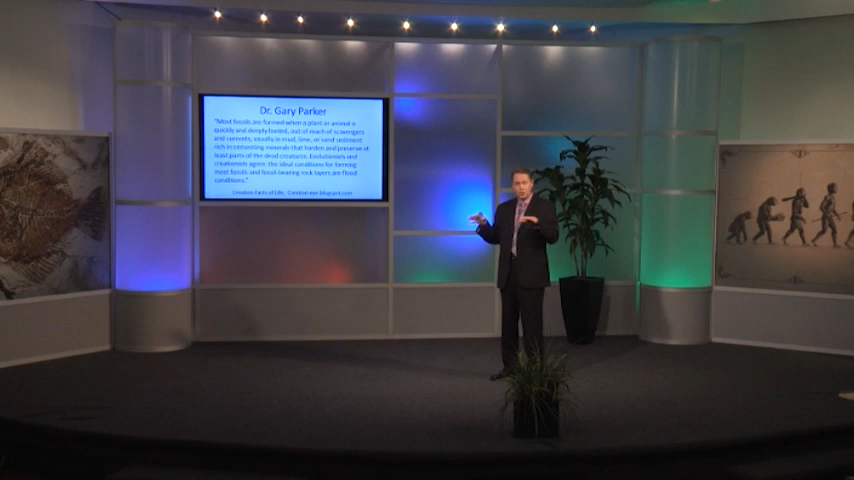 Dr. Gary Parker
"Most fossils are formed when a plant or animal is
quickly and deeply buried, out of reach of scavengers
and currents, usually in mud, lime, or sand sediment
rich in cementing minerals that harden and preserve at
least parts of the dead creatures. Evolutionists and
creationists agree: the ideal conditions for forming
most fossils and fossil-bearing rock layers are flood
conditions."
Creation Facts of Life, Creation-